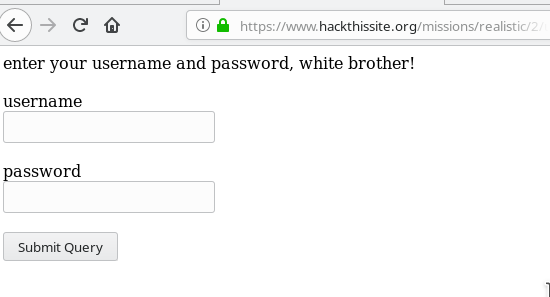 https://www.hackthissite.org/missions/realistic/2/
enter your username and password, white brother!
username
password
Submit Query